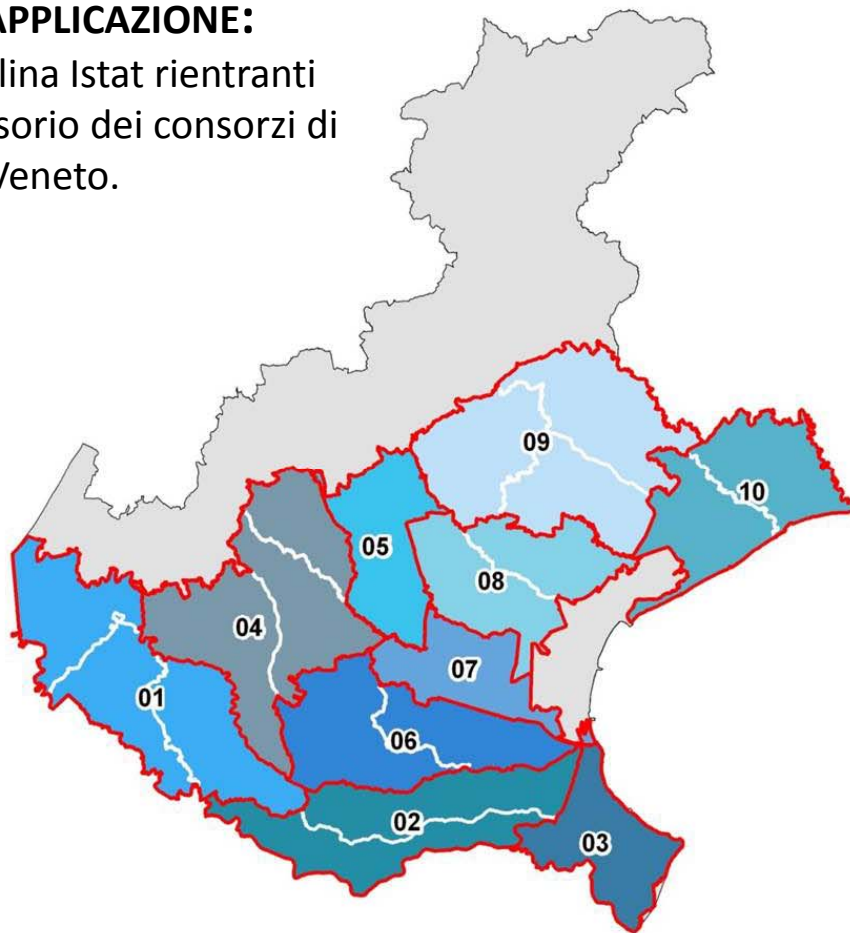 APPLICAZIONE:
lina Istat rientranti
sorio dei consorzi di
Veneto.
09
10
05
08
04
07
01
06
02
03